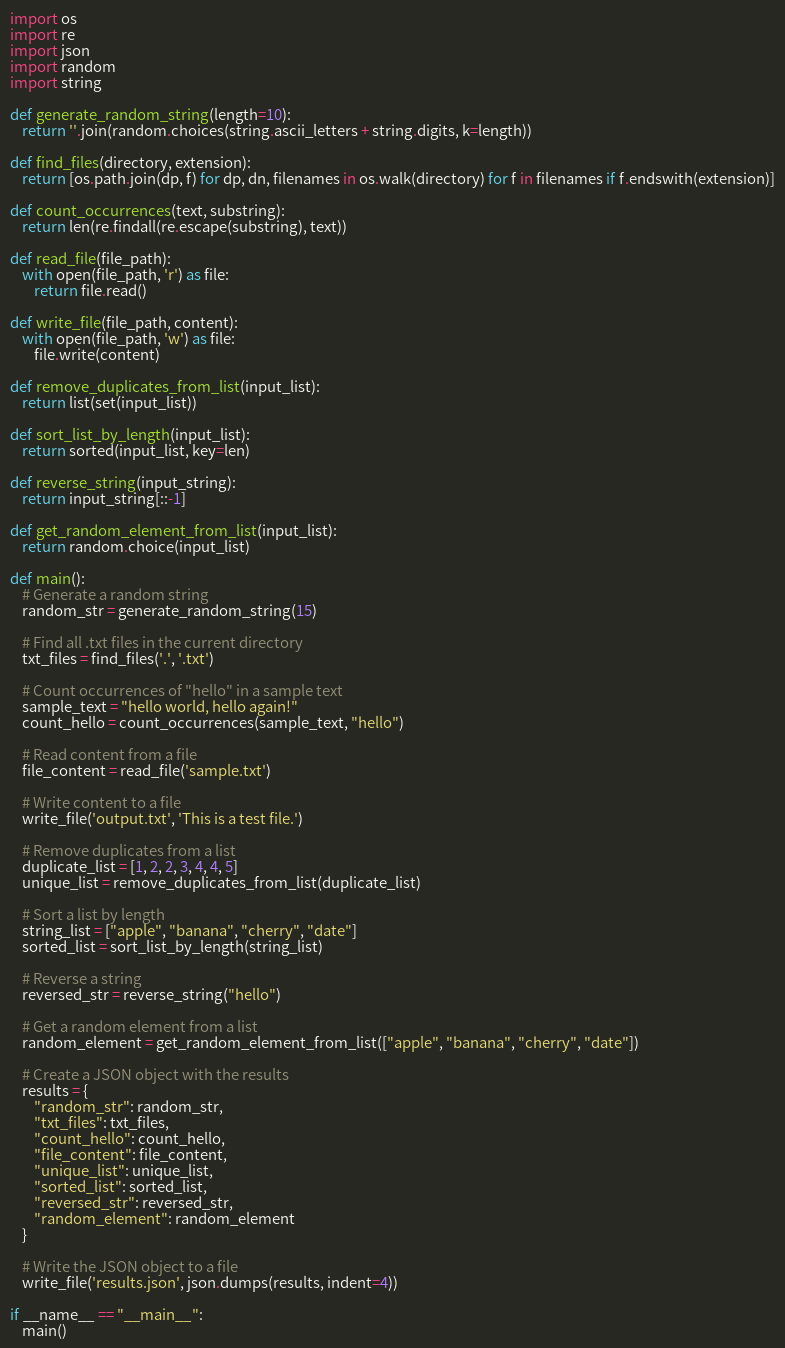 import os
import re
import json
import random
import string

def generate_random_string(length=10):
    return ''.join(random.choices(string.ascii_letters + string.digits, k=length))

def find_files(directory, extension):
    return [os.path.join(dp, f) for dp, dn, filenames in os.walk(directory) for f in filenames if f.endswith(extension)]

def count_occurrences(text, substring):
    return len(re.findall(re.escape(substring), text))

def read_file(file_path):
    with open(file_path, 'r') as file:
        return file.read()

def write_file(file_path, content):
    with open(file_path, 'w') as file:
        file.write(content)

def remove_duplicates_from_list(input_list):
    return list(set(input_list))

def sort_list_by_length(input_list):
    return sorted(input_list, key=len)

def reverse_string(input_string):
    return input_string[::-1]

def get_random_element_from_list(input_list):
    return random.choice(input_list)

def main():
    # Generate a random string
    random_str = generate_random_string(15)

    # Find all .txt files in the current directory
    txt_files = find_files('.', '.txt')

    # Count occurrences of "hello" in a sample text
    sample_text = "hello world, hello again!"
    count_hello = count_occurrences(sample_text, "hello")

    # Read content from a file
    file_content = read_file('sample.txt')

    # Write content to a file
    write_file('output.txt', 'This is a test file.')

    # Remove duplicates from a list
    duplicate_list = [1, 2, 2, 3, 4, 4, 5]
    unique_list = remove_duplicates_from_list(duplicate_list)

    # Sort a list by length
    string_list = ["apple", "banana", "cherry", "date"]
    sorted_list = sort_list_by_length(string_list)

    # Reverse a string
    reversed_str = reverse_string("hello")

    # Get a random element from a list
    random_element = get_random_element_from_list(["apple", "banana", "cherry", "date"])

    # Create a JSON object with the results
    results = {
        "random_str": random_str,
        "txt_files": txt_files,
        "count_hello": count_hello,
        "file_content": file_content,
        "unique_list": unique_list,
        "sorted_list": sorted_list,
        "reversed_str": reversed_str,
        "random_element": random_element
    }

    # Write the JSON object to a file
    write_file('results.json', json.dumps(results, indent=4))

if __name__ == "__main__":
    main()